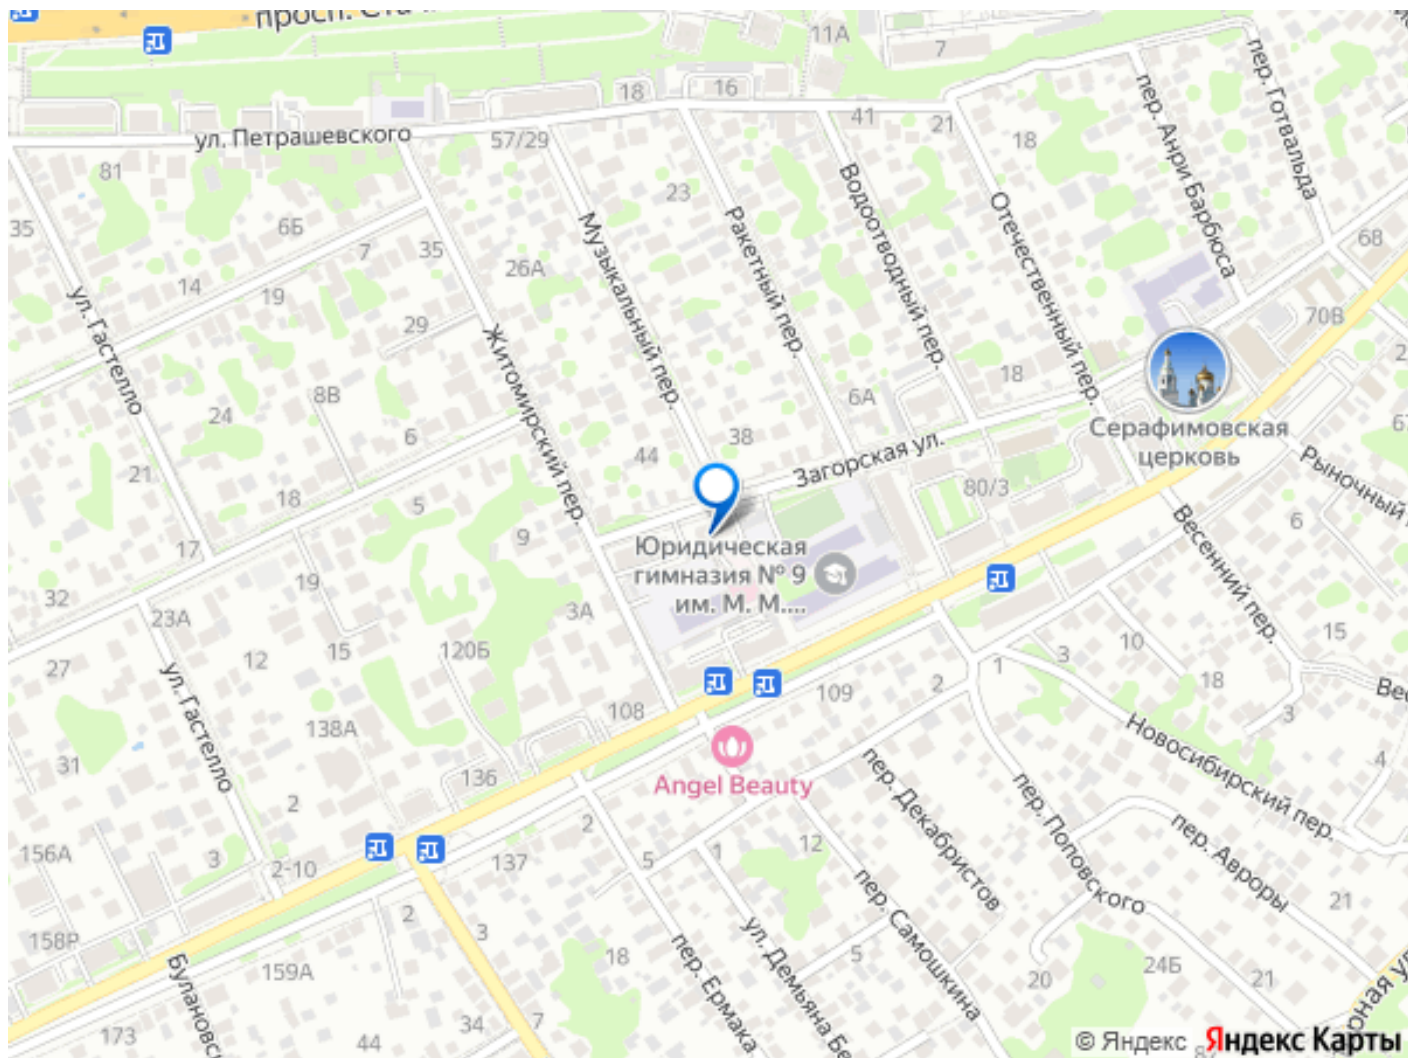 просп. Стач
11А
7
пер. Готвальда
пер. Анри Барбюса
18
16
41
21
18
ул. Петрашевского
57/29
81
23
Водоотводный пер.
Отечественный пер.
35
6Б
7
35
Музыкальный пер.
Ракетный пер.
68
26А
14
19
ул. Гастелло
29
Житомирский пер.
70В
8В
18
6А
24
6
38
44
Загорская ул.
Серафимовская
церковь
21
18
5
80/3
Рыночный
17
9
Весенний пер.
6
Юридическая
гимназия № 9
им. М. М....
19
32
23А
3А
27
12
15
120Б
ул. Гастелло
10
3
1
15
18
2
109
Вес
3
108
138А
Новосибирский пер.
31
136
Angel Beauty
пер. Декабристов
пер. Поповского
4
пер. Авроры
2
2
12
156А
3
2-10
137
5
1
пер. Самошкина
21
2
3
158Р
ул. Демьяна Бе
5
18
пер. Ермака
159А
Булановс
20
24Б
21
рная ул
173
44
34
7
© Яндекс Яндекс Карты